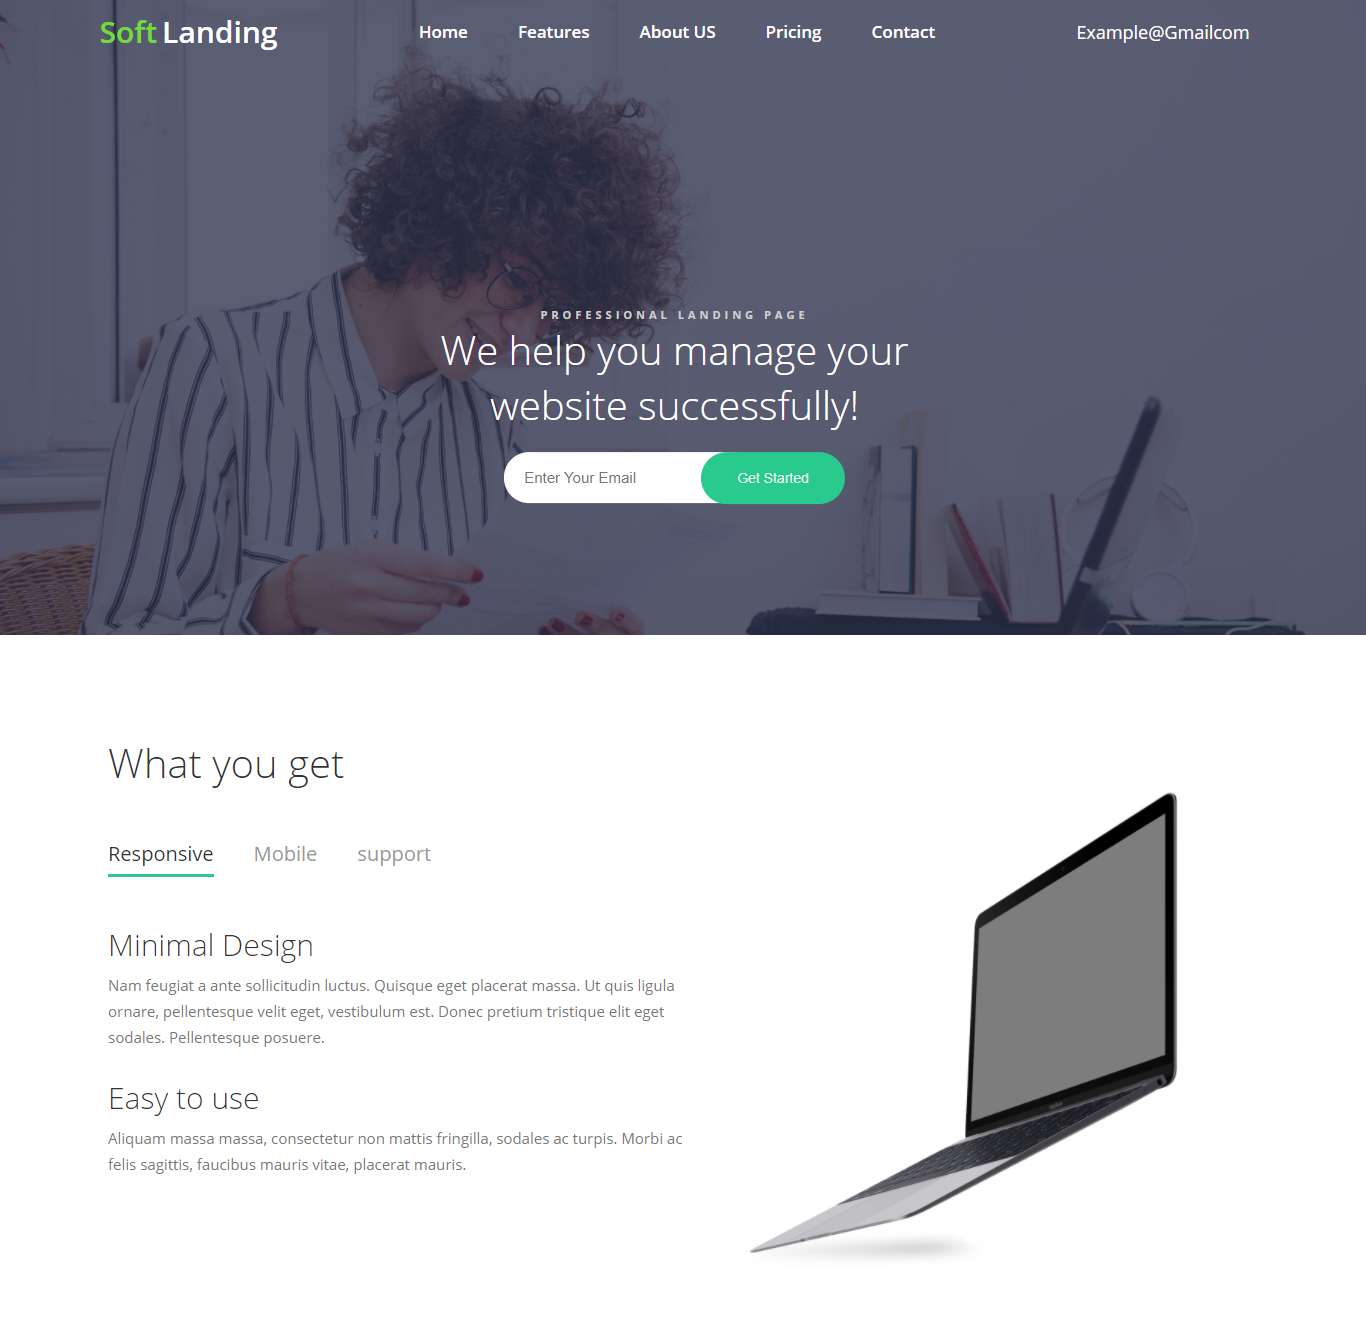 Soft Landing Home Features About US Pricing Contact Example@Gmailcom
PROFESSIONAL LANDING PAGE
We help you manage your
website successfully!
Enter Your Email Get Started
What you get
Responsive Mobile support
Minimal Design
Nam feugiat a ante sollicitudin luctus. Quisque eget placerat massa. Ut quis ligula
ornare, pellentesque velit eget, vestibulum est. Donec pretium tristique elit eget
sodales. Pellentesque posuere.
Easy to use
Aliquam massa massa, consectetur non mattis fringilla, sodales ac turpis. Morbi ac
felis sagittis, faucibus mauris vitae, placerat mauris.